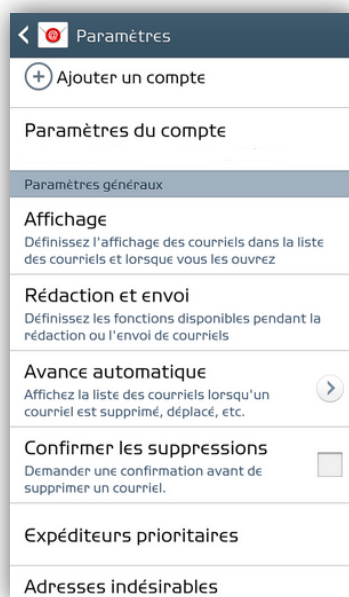 Paramètres
Ajouter un compte
Paramètres du compte
Paramètres généraux
Affichage
Définissez l'affichage des courriels dans la liste
des courriels et lorsque vous les ouvrez
Rédaction et envoi
Définissez les fonctions disponibles pendant la
rédaction ou l'envoi de courriels
Avance automatique
Affichez la liste des courriels lorsqu'un
courriel est supprimé, déplacé, etc.
Confirmer les suppressions
Demander une confirmation avant de
supprimer un courriel.
Expéditeurs prioritaires
Adresses indésirables